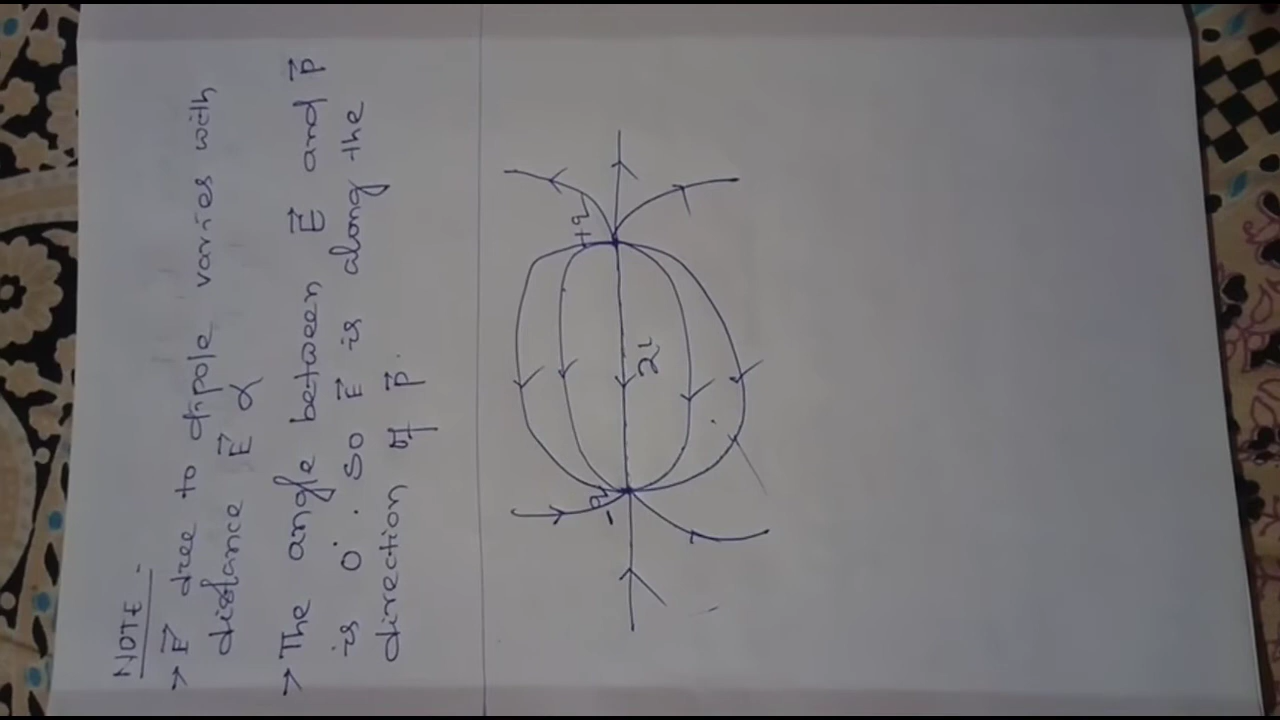 NOTE:-
→ E⃗ due to dipole varies with
distance E⃗ α
→ The angle between E⃗ and P⃗
is 0°. So E⃗ is along the
direction of P⃗.
-q
2l
+q